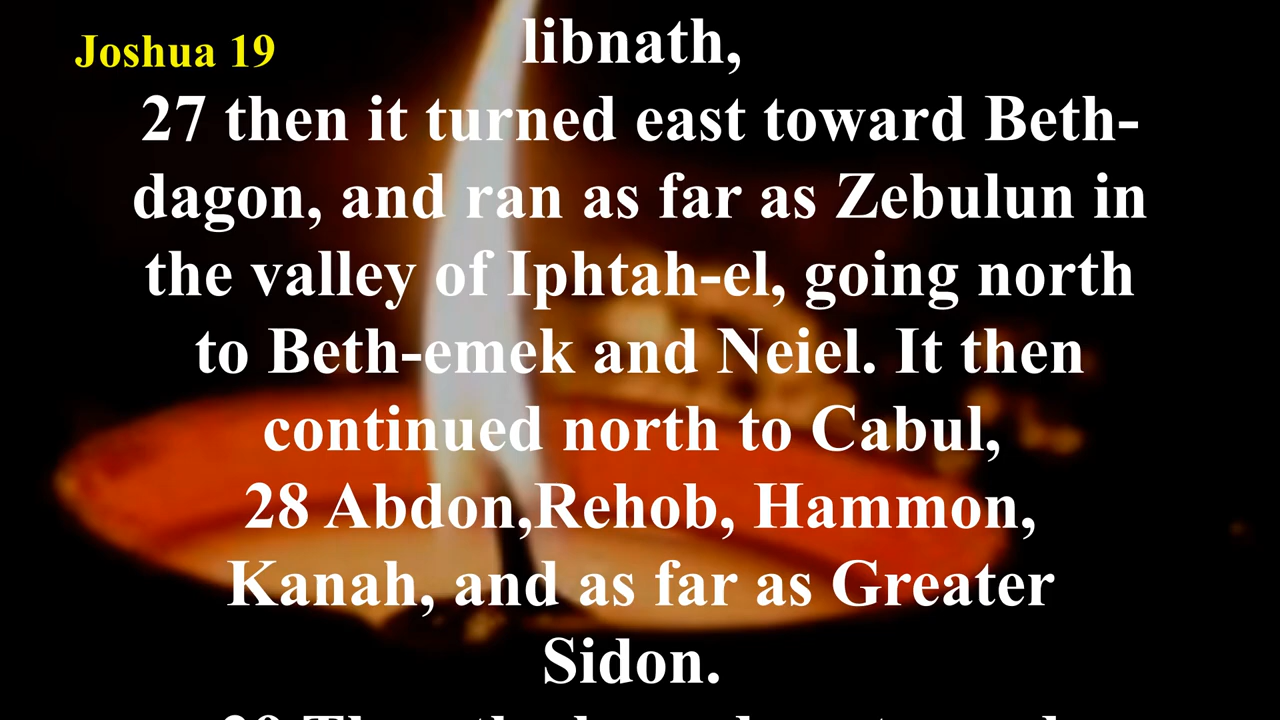 Joshua 19
libnath,
27 then it turned east toward Beth-
dagon, and ran as far as Zebulun in
the valley of Iphtah-el, going north
to Beth-emek and Neiel. It then
continued north to Cabul,
28 Abdon,Rehob, Hammon,
Kanah, and as far as Greater
Sidon.